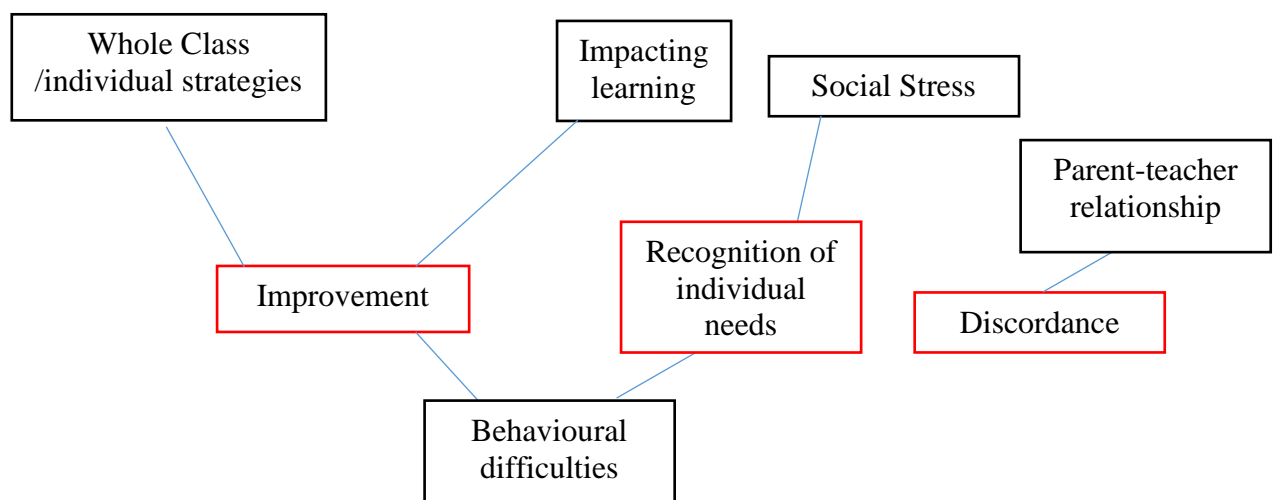 Whole Class
/individual strategies
Impacting
learning
Social Stress
Parent-teacher
relationship
Recognition of
individual
needs
Improvement
Discordance
Behavioural
difficulties